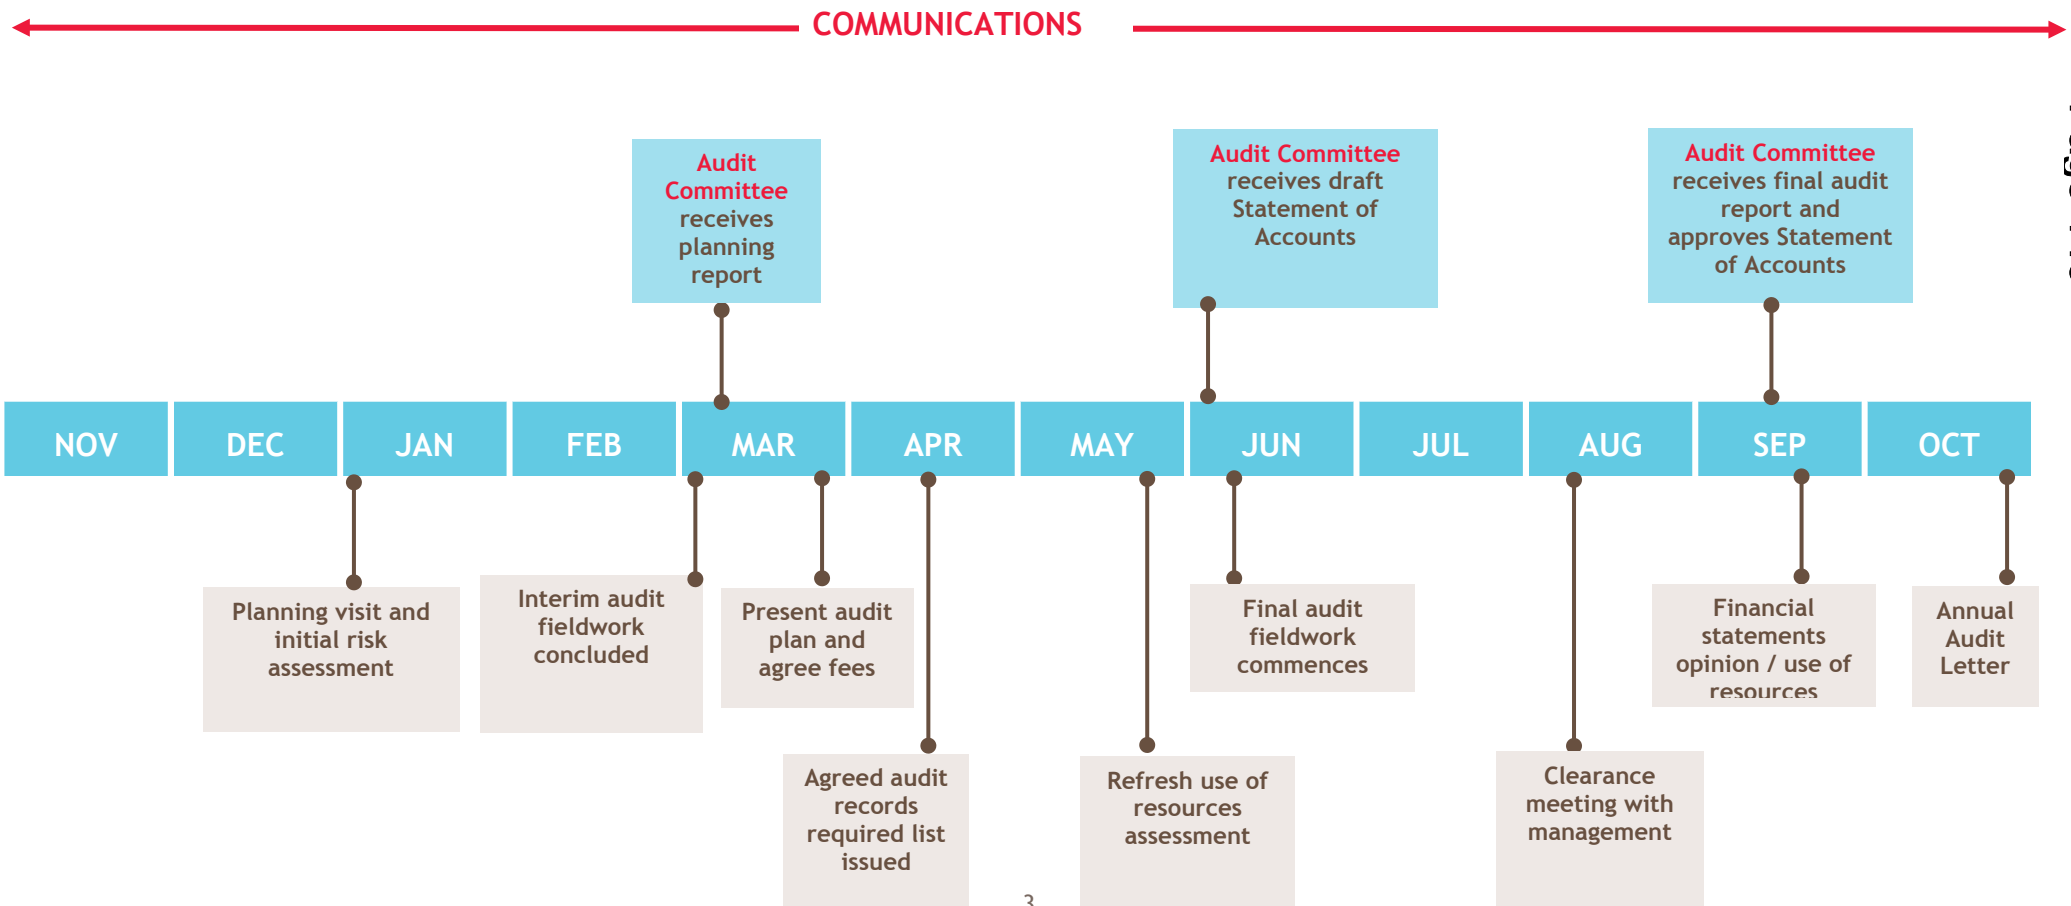 COMMUNICATIONS
Audit
Committee
receives
planning
report
Audit Committee
receives draft
Statement of
Accounts
Audit Committee
receives final audit
report and
approves Statement
of Accounts
NOV
DEC
JAN
FEB
MAR
APR
MAY
JUN
JUL
AUG
SEP
OCT
Planning visit and
initial risk
assessment
Interim audit
fieldwork
concluded
Present audit
plan and
agree fees
Final audit
fieldwork
commences
Financial
statements
opinion / use of
resources
Annual
Audit
Letter
Agreed audit
records
required list
issued
Refresh use of
resources
assessment
Clearance
meeting with
management
3